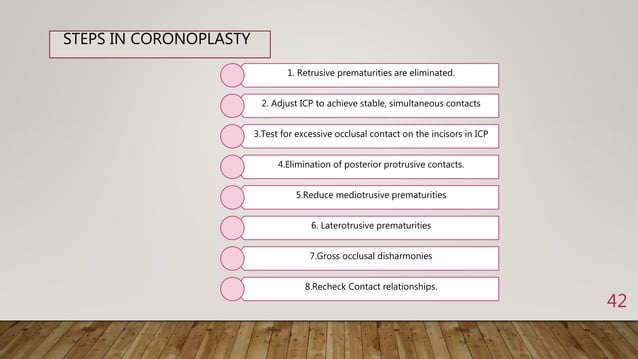 STEPS IN CORONOPLASTY
1. Retrusive prematurities are eliminated.
2. Adjust ICP to achieve stable, simultaneous contacts
3.Test for excessive occlusal contact on the incisors in ICP
4.Elimination of posterior protrusive contacts.
5.Reduce mediotrusive prematurities
6. Laterotrusive prematurities
7.Gross occlusal disharmonies
8.Recheck Contact relationships.
42